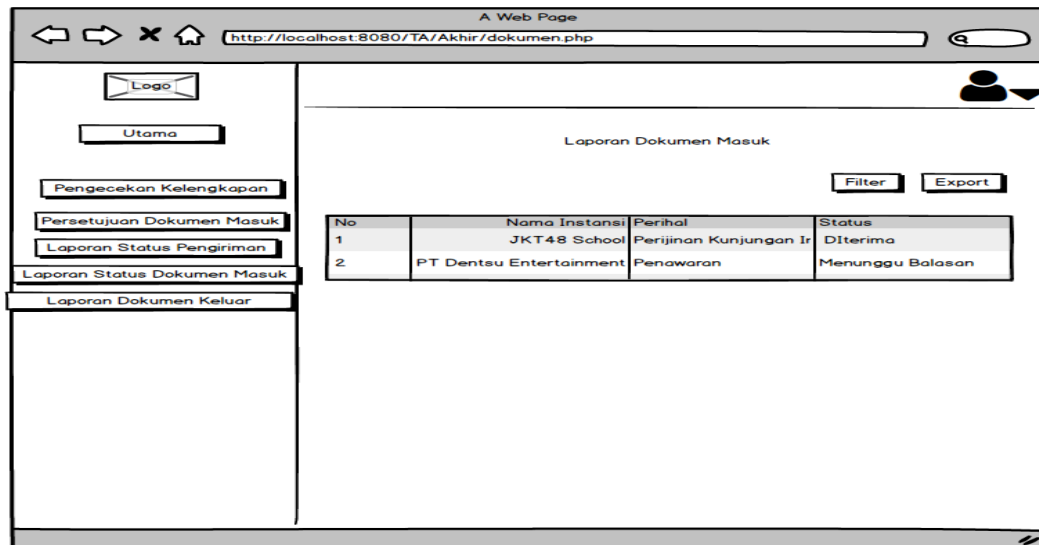 A Web Page
http://localhost:8080/TA/Akhir/dokumen.php
Logo
Utama
Pengecekan Kelengkapan
Persetujuan Dokumen Masuk
Laporan Status Pengiriman
Laporan Status Dokumen Masuk
Laporan Dokumen Keluar
Laporan Dokumen Masuk
Filter Export
No Nama Instansi Perihal Status
1 JKT48 School Perijinan Kunjungan Ir DIterima
2 PT Dentsu Entertainment Penawaran Menunggu Balasan